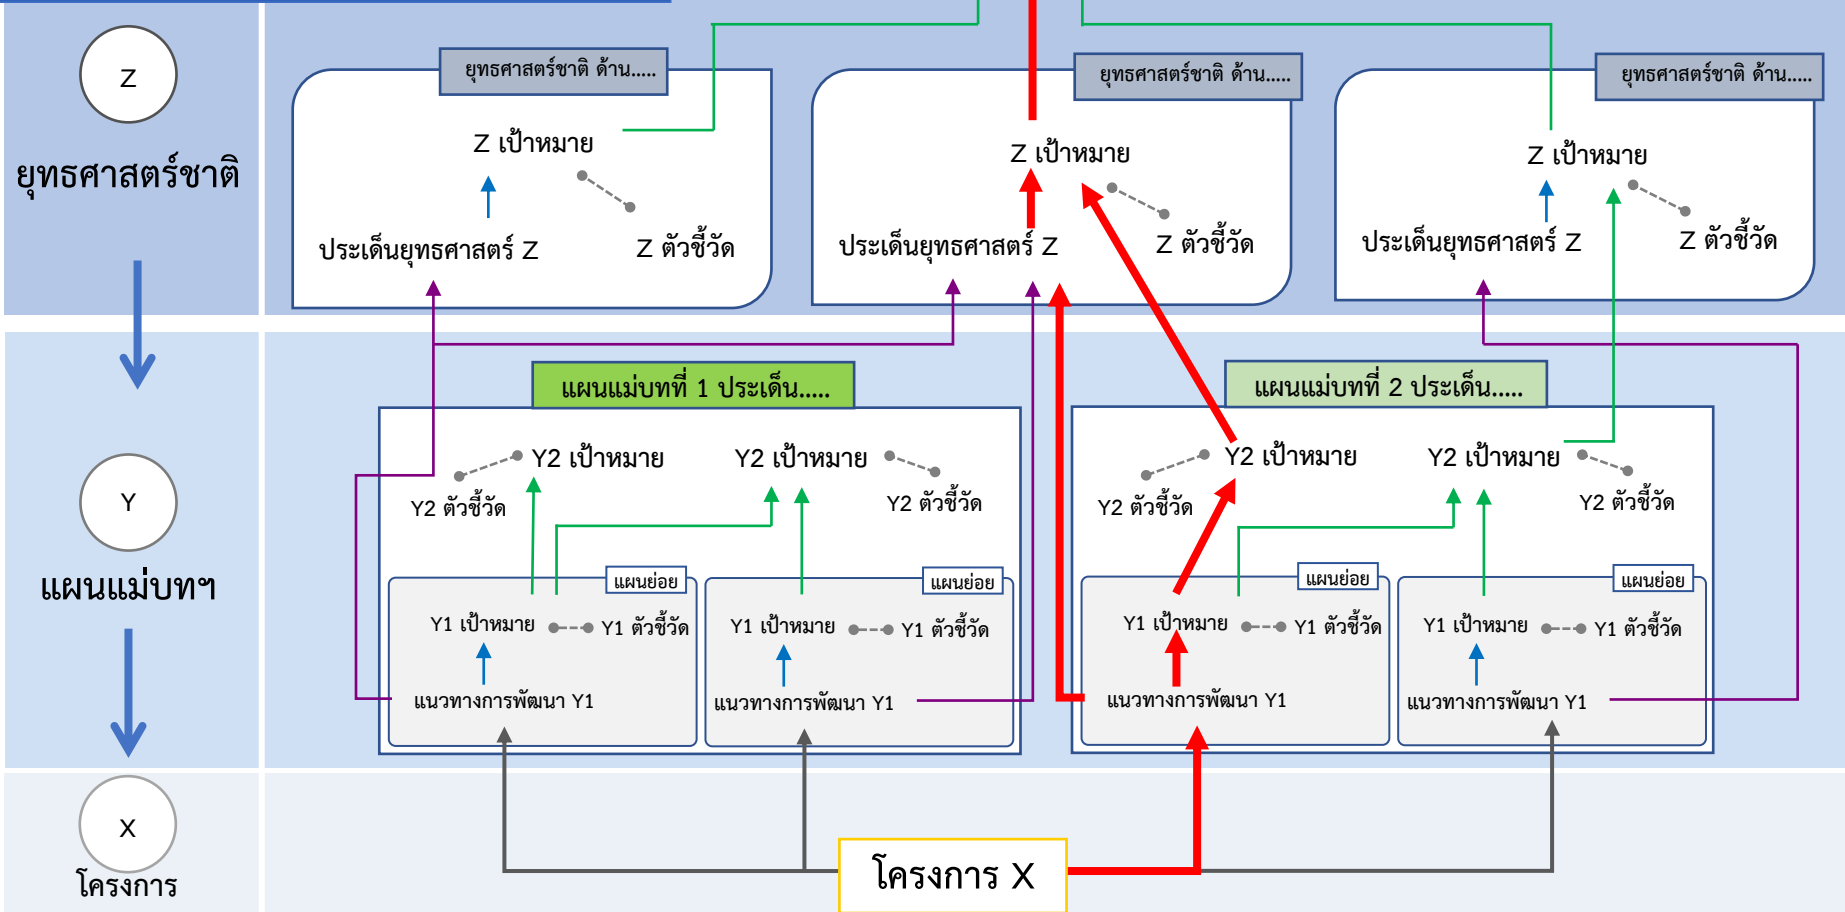 Z
ยุทธศาสตร์ชาติ
ยุทธศาสตร์ชาติ ด้าน.....
Z เป้าหมาย
ประเด็นยุทธศาสตร์ Z
Z ตัวชี้วัด
ยุทธศาสตร์ชาติ ด้าน.....
Z เป้าหมาย
ประเด็นยุทธศาสตร์ Z
Z ตัวชี้วัด
ยุทธศาสตร์ชาติ ด้าน.....
Z เป้าหมาย
ประเด็นยุทธศาสตร์ Z
Z ตัวชี้วัด
Y
แผนแม่บทฯ
แผนแม่บทที่ 1 ประเด็น.....
Y2 เป้าหมาย
Y2 เป้าหมาย
Y2 ตัวชี้วัด
Y2 ตัวชี้วัด
แผนย่อย
Y1 เป้าหมาย
Y1 ตัวชี้วัด
แนวทางการพัฒนา Y1
แผนย่อย
Y1 เป้าหมาย
Y1 ตัวชี้วัด
แนวทางการพัฒนา Y1
แผนแม่บทที่ 2 ประเด็น.....
Y2 เป้าหมาย
Y2 เป้าหมาย
Y2 ตัวชี้วัด
Y2 ตัวชี้วัด
แผนย่อย
Y1 เป้าหมาย
Y1 ตัวชี้วัด
แนวทางการพัฒนา Y1
แผนย่อย
Y1 เป้าหมาย
Y1 ตัวชี้วัด
แนวทางการพัฒนา Y1
X
โครงการ
โครงการ X